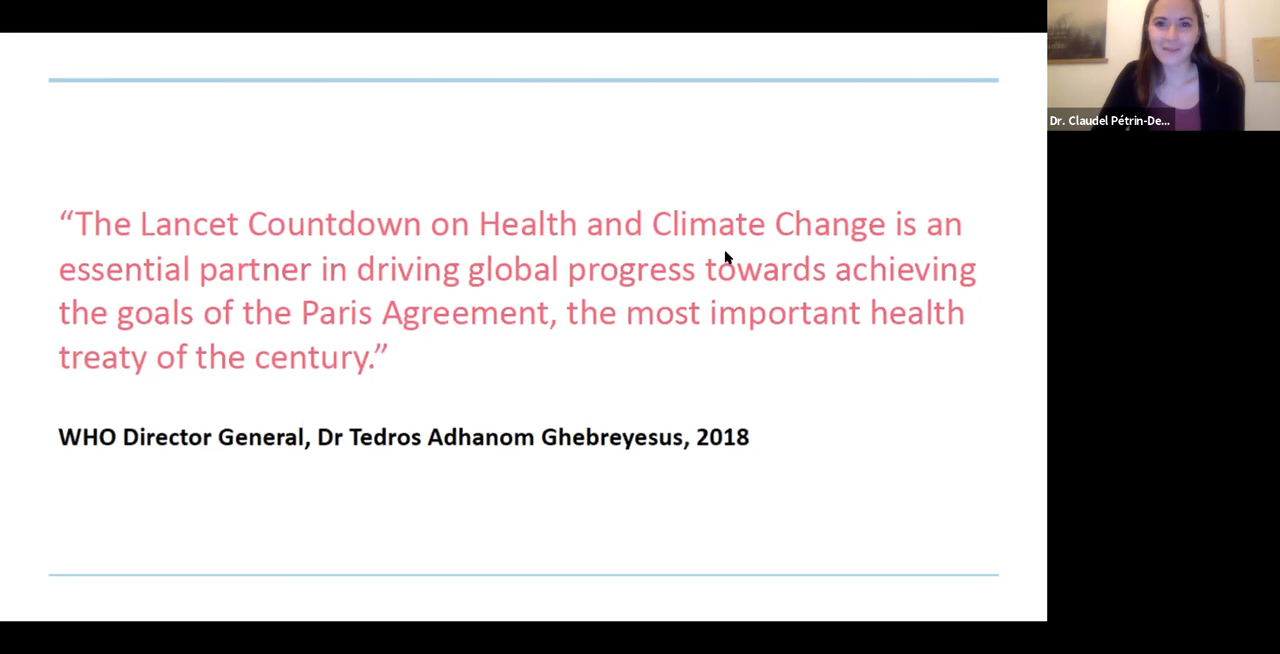 “The Lancet Countdown on Health and Climate Change is an
essential partner in driving global progress towards achieving
the goals of the Paris Agreement, the most important health
treaty of the century.”
WHO Director General, Dr Tedros Adhanom Ghebreyesus, 2018
Dr. Claudel Pétrin-De...